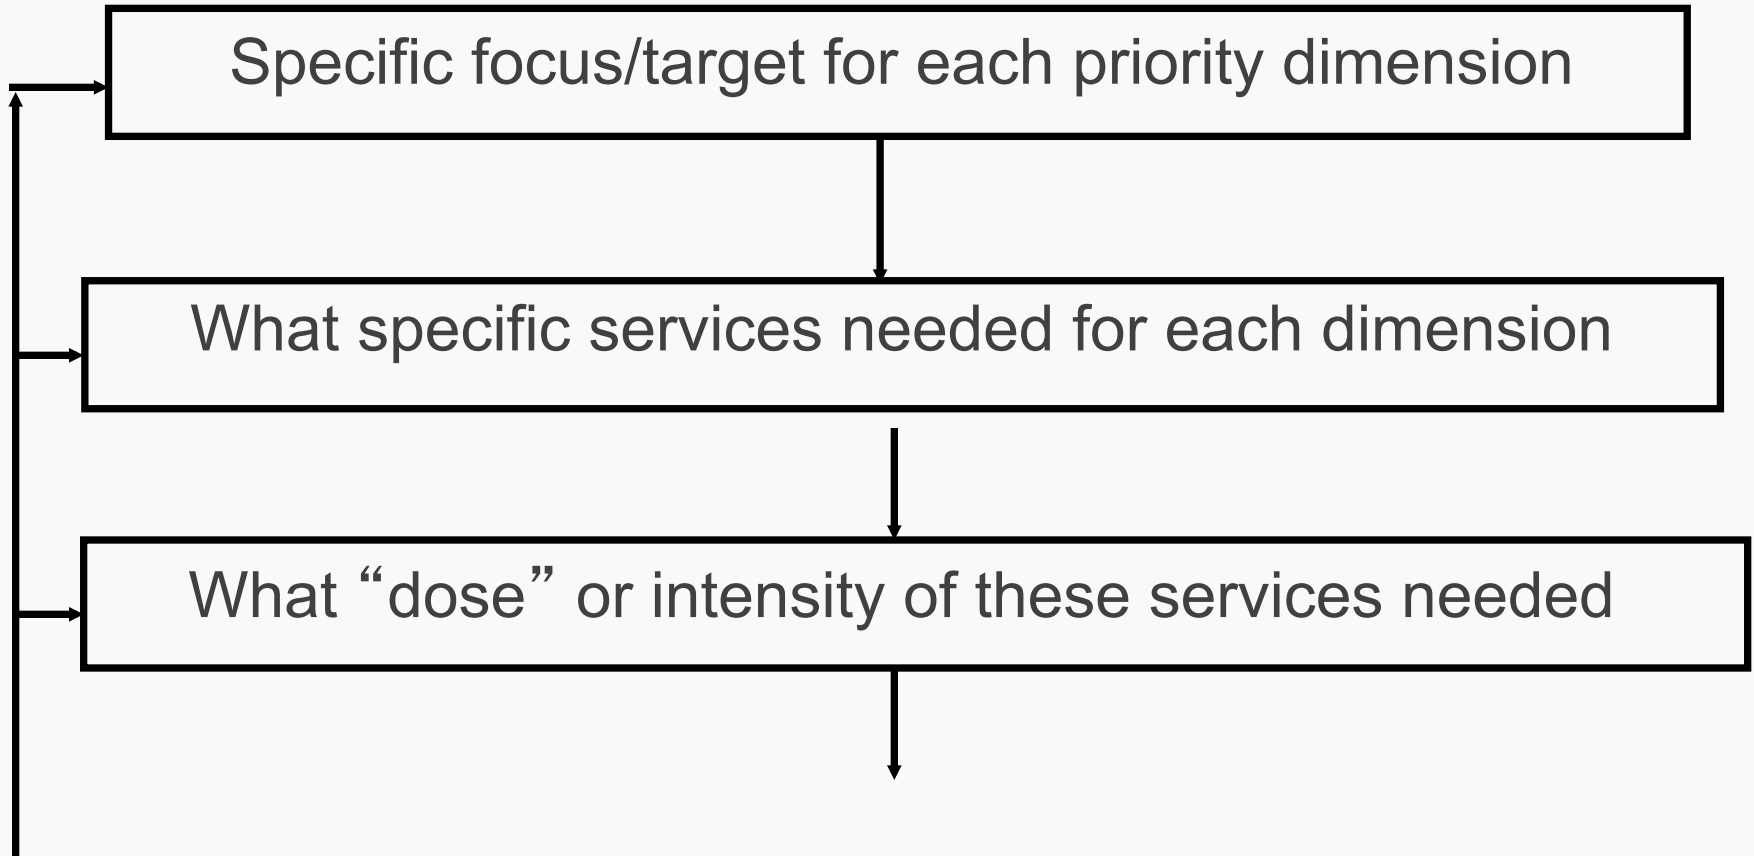 Specific focus/target for each priority dimension
What specific services needed for each dimension
What “dose” or intensity of these services needed